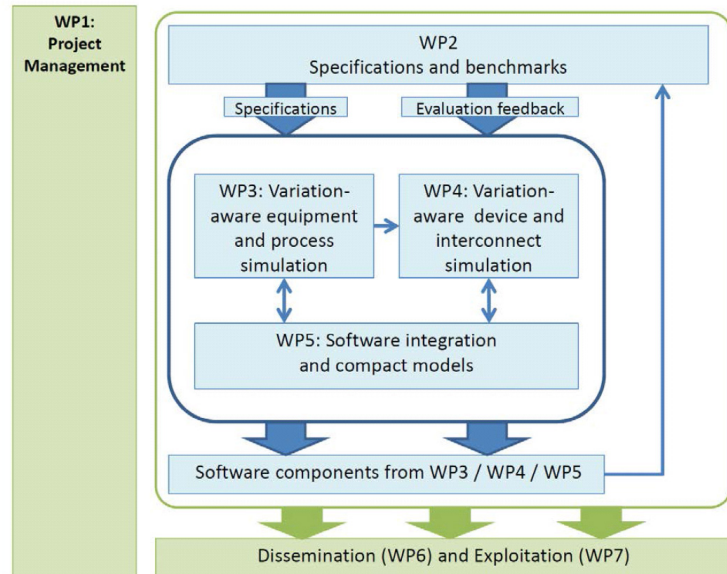 WP1:
Project
Management
WP2
Specifications and benchmarks
Specifications
Evaluation feedback
WP3: Variation-
aware equipment
and process
simulation
WP4: Variation-
aware device and
interconnect
simulation
WP5: Software integration
and compact models
Software components from WP3 / WP4 / WP5
Dissemination (WP6) and Exploitation (WP7)